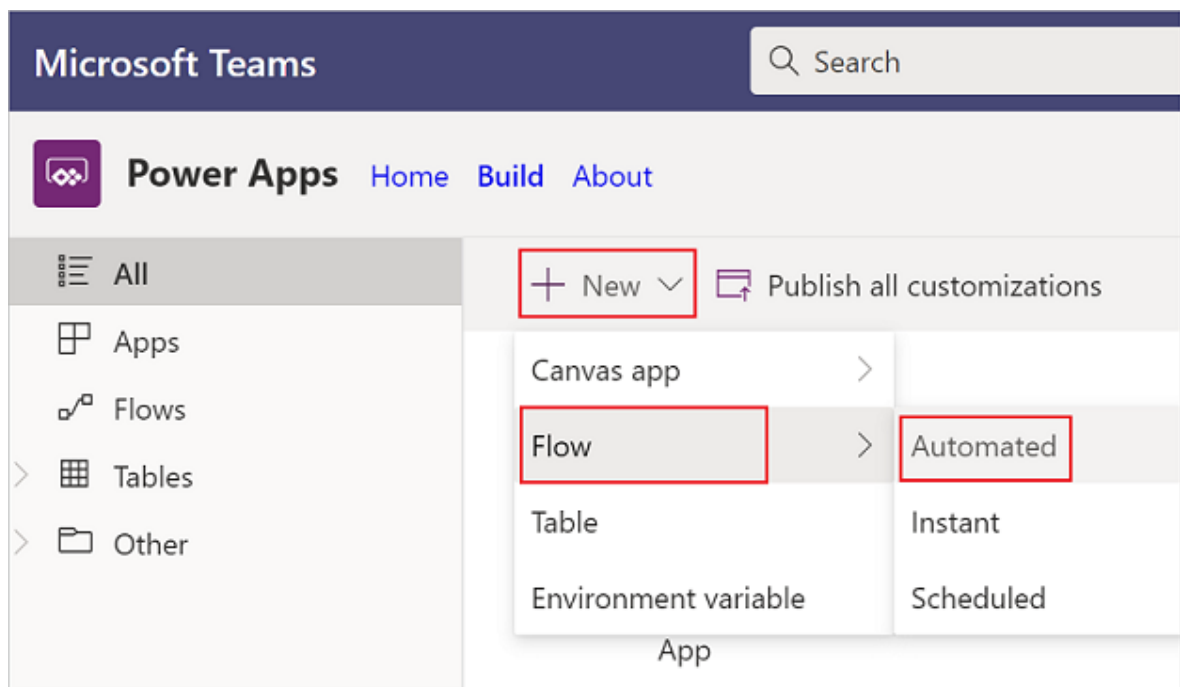 Microsoft Teams
Search
Power Apps Home Build About
All
Apps
Flows
Tables
Other
New
Publish all customizations
Canvas app
Flow
Table
Environment variable
Automated
Instant
Scheduled
App